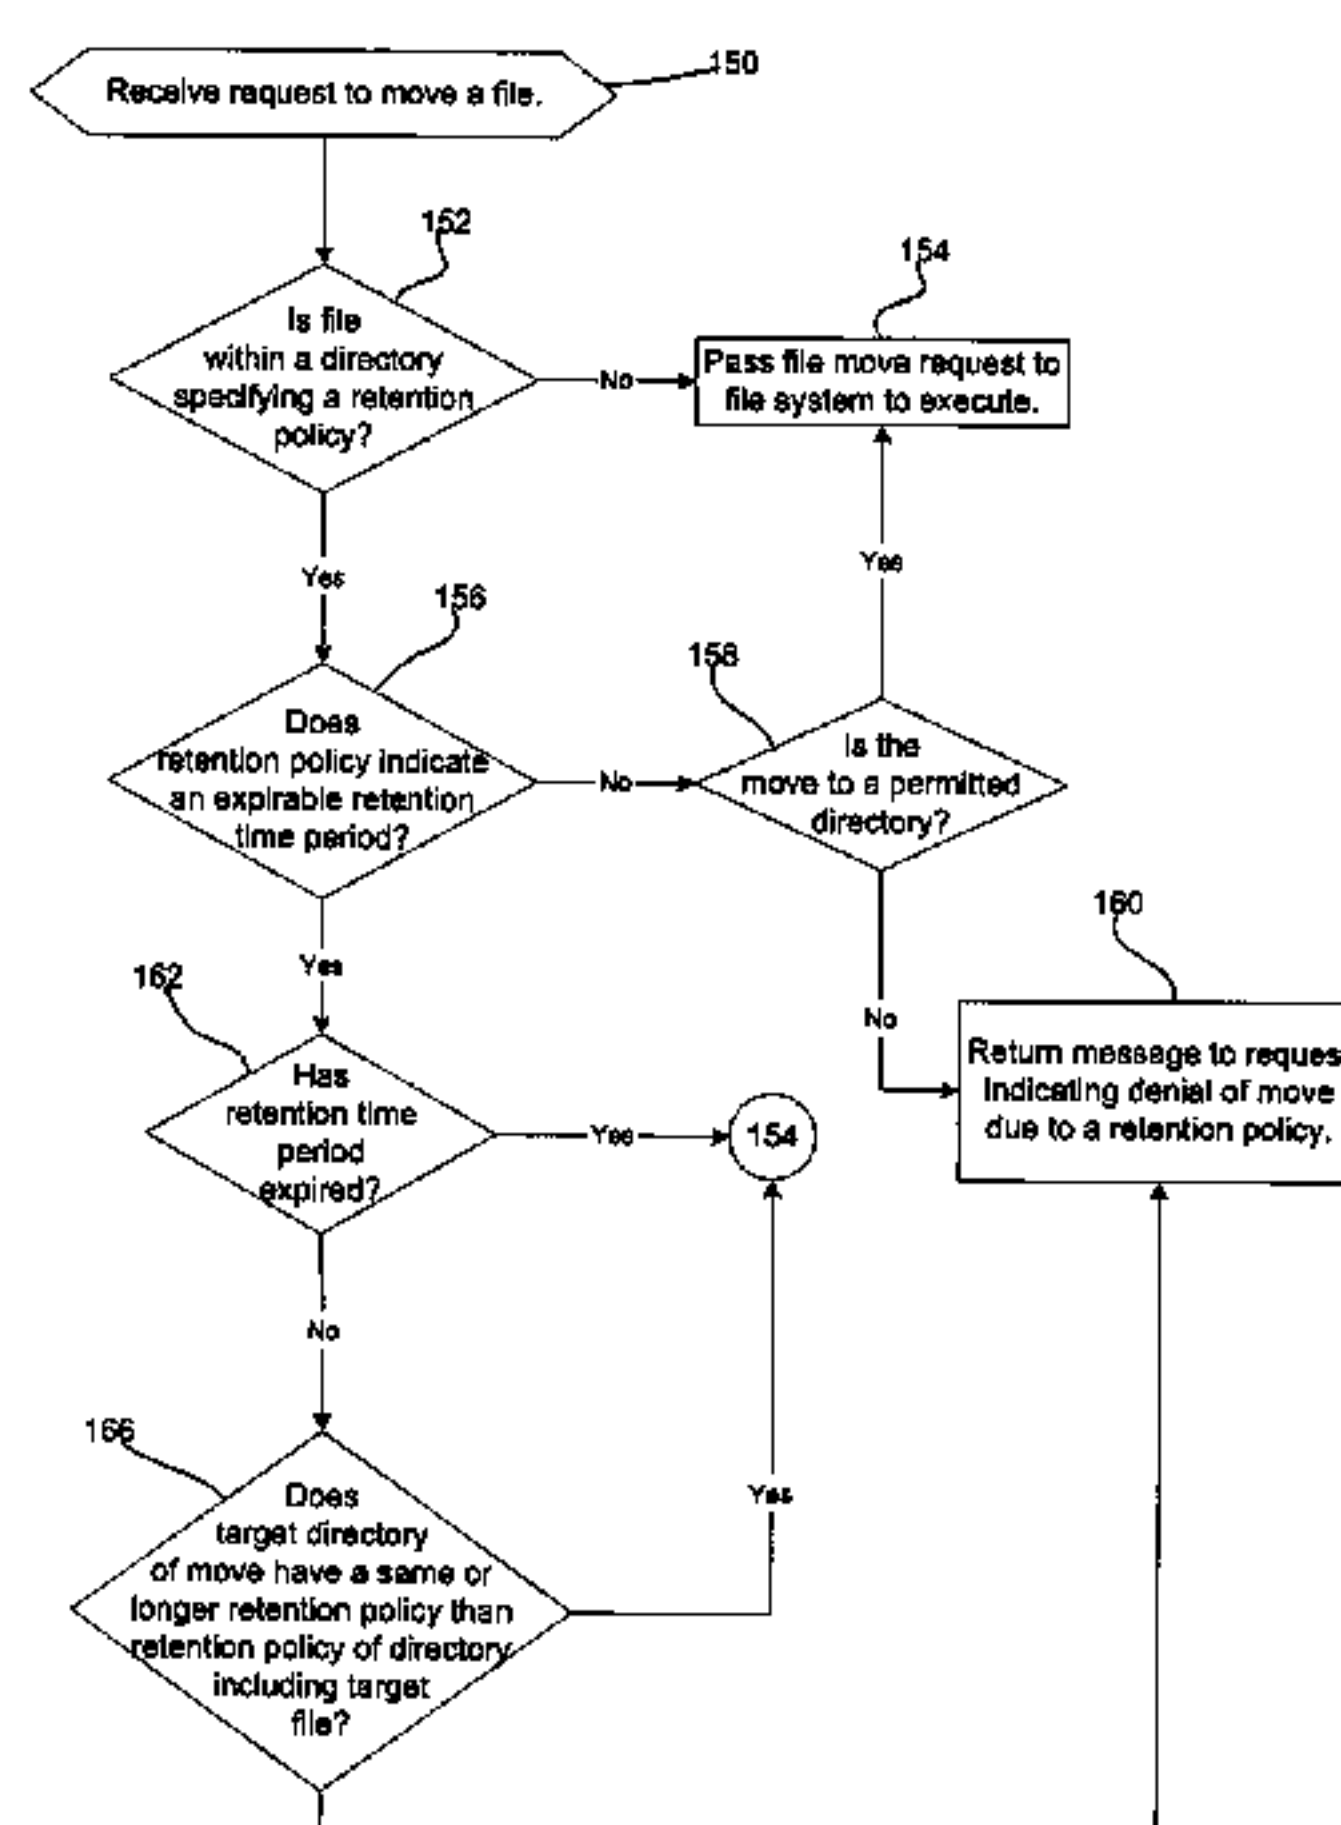 150
Receive request to move a file.
152
Is file
within a directory
specifying a retention
policy?
No
154
Pass file move request to
file system to execute.
Yes
Yes
156
Does
retention policy indicate
an expirable retention
time period?
No
158
Is the
move to a permitted
directory?
Yes
No
160
Return message to reques
indicating denial of move
due to a retention policy.
162
Has
retention time
period
expired?
Yes
154
No
166
Does
target directory
of move have a same or
longer retention policy than
retention policy of directory
including target
file?
Yes